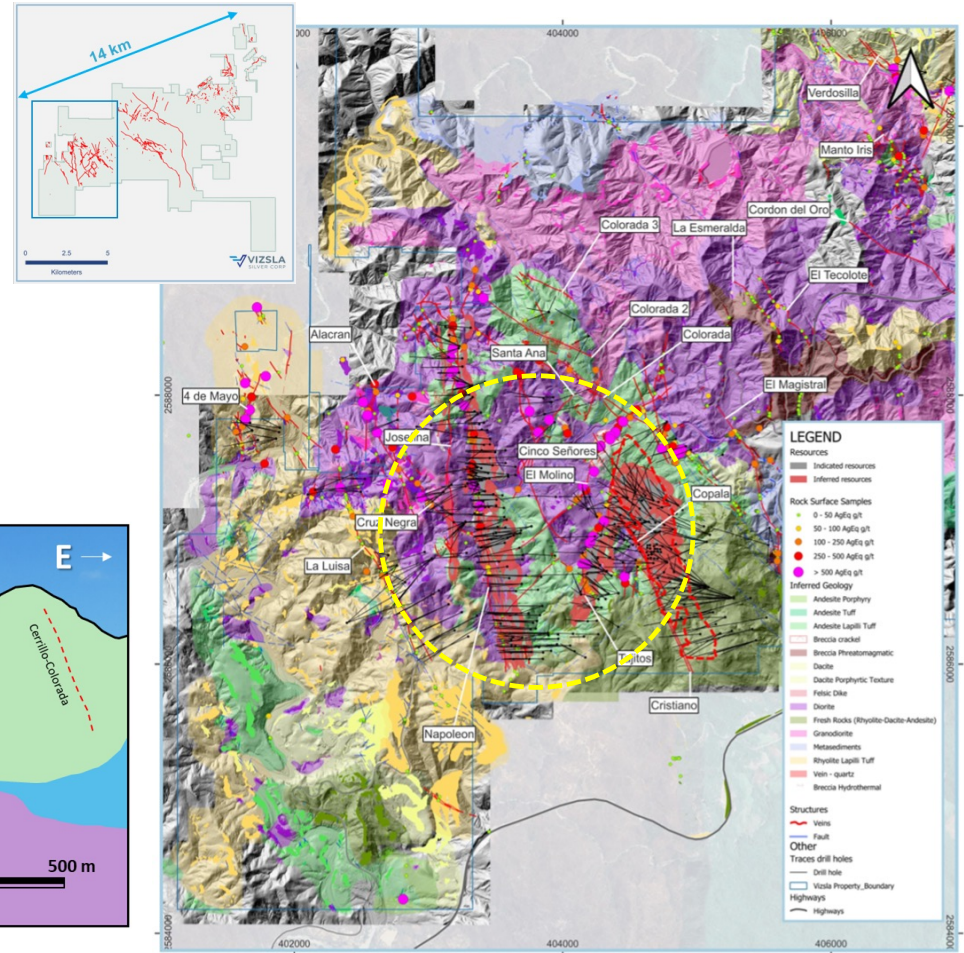 14 km
0 2.5 5
Kilometers
VIZSLA
SILVER CORP
E
Cerrillo-Colorada
500 m
000
404000
406000
2588000
2586000
2584000
2584000
402000
404000
406000
Verdosilla
Manto Iris
Cordon del Oro
Colorada 3
La Esmeralda
El Tecolote
Colorada 2
Alacran
Colorada
Santa Ana
El Magistral
4 de Mayo
Josefina
Cinco Señores
El Molino
Copala
Cruz Negra
La Luisa
Tajitos
Cristiano
Napoleon
LEGEND
Resources
Indicated resources
Inferred resources
Rock Surface Samples
0 - 50 AgEq g/t
50 - 100 AgEq g/t
100 - 250 AgEq g/t
250 - 500 AgEq g/t
> 500 AgEq g/t
Inferred Geology
Andesite Porphyry
Andesite Tuff
Andesite Lapilli Tuff
Breccia crackel
Breccia Phreatomagmatic
Dacite
Dacite Porphyrtic Texture
Felsic Dike
Diorite
Fresh Rocks (Rhyolite-Dacite-Andesite)
Granodiorite
Metasediments
Rhyolite Lapilli Tuff
Vein - quartz
Breccia Hydrothermal
Structures
Veins
Fault
Other
Traces drill holes
Drill hole
Vizsla Property_Boundary
Highways
Highways